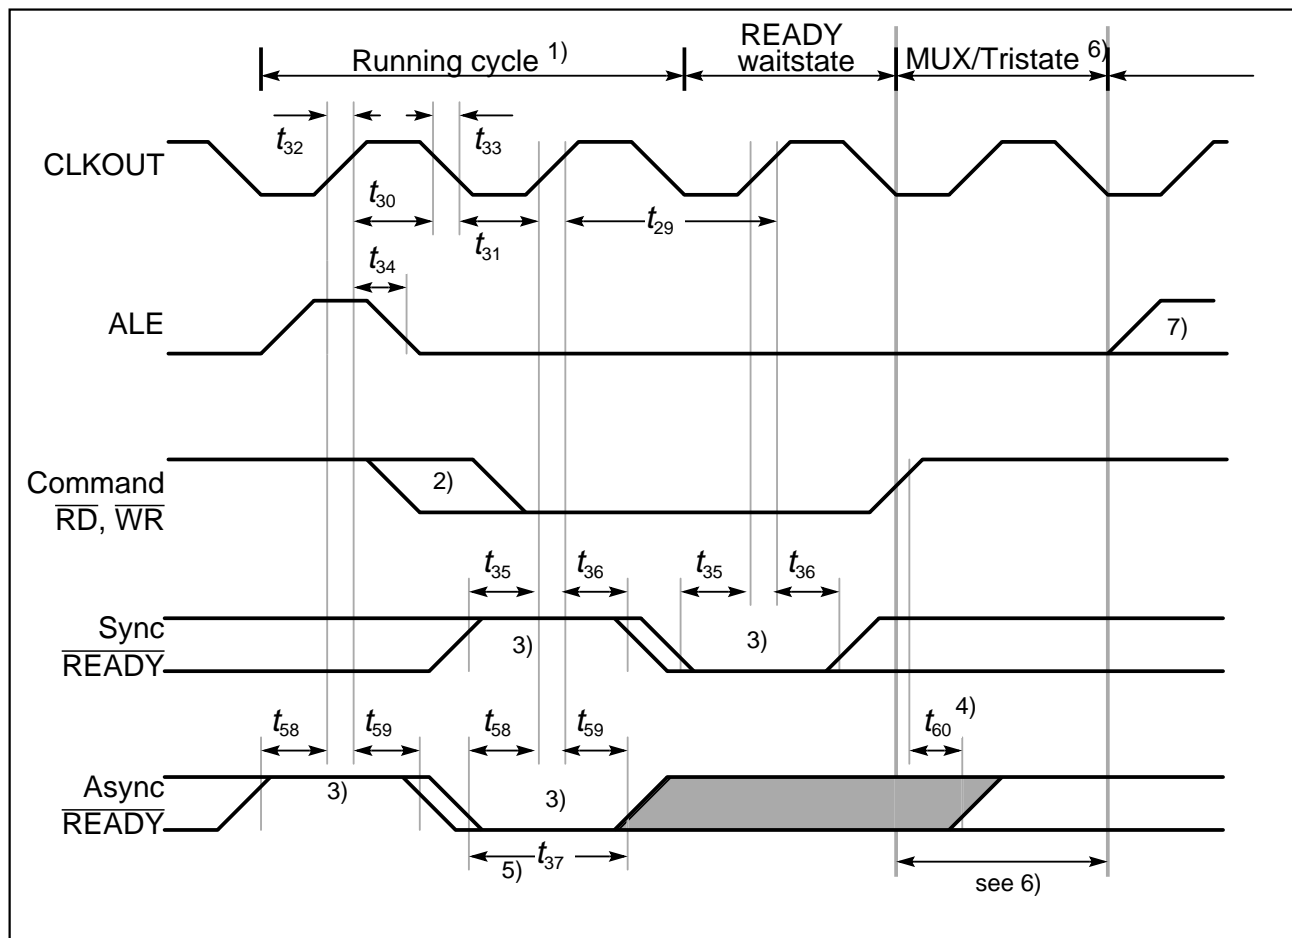 READY
Running cycle 1) waitstate MUX/Tristate 6)
t32 t33
CLKOUT
t30
t31 t29
t34
ALE 7)
Command 2)
RD, WR
t35 t36 t35 t36
Sync 3) 3)
READY
t58 t59 t58 t59 t60 4)
Async 3) 3)
READY
5) t37
see 6)